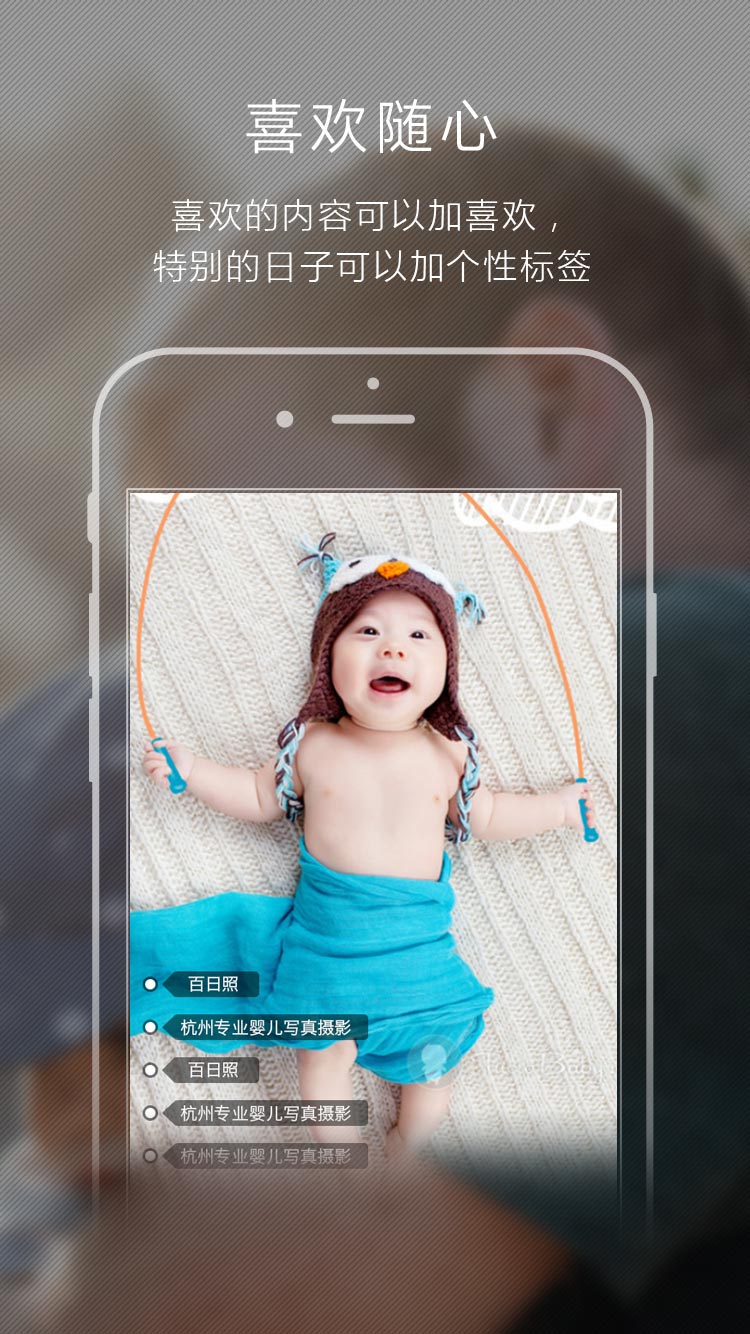 喜欢随心
喜欢的内容可以加喜欢，
特别的日子可以加个性标签
百日照
杭州专业婴儿写真摄影
百日照
杭州专业婴儿写真摄影
杭州专业婴儿写真摄影